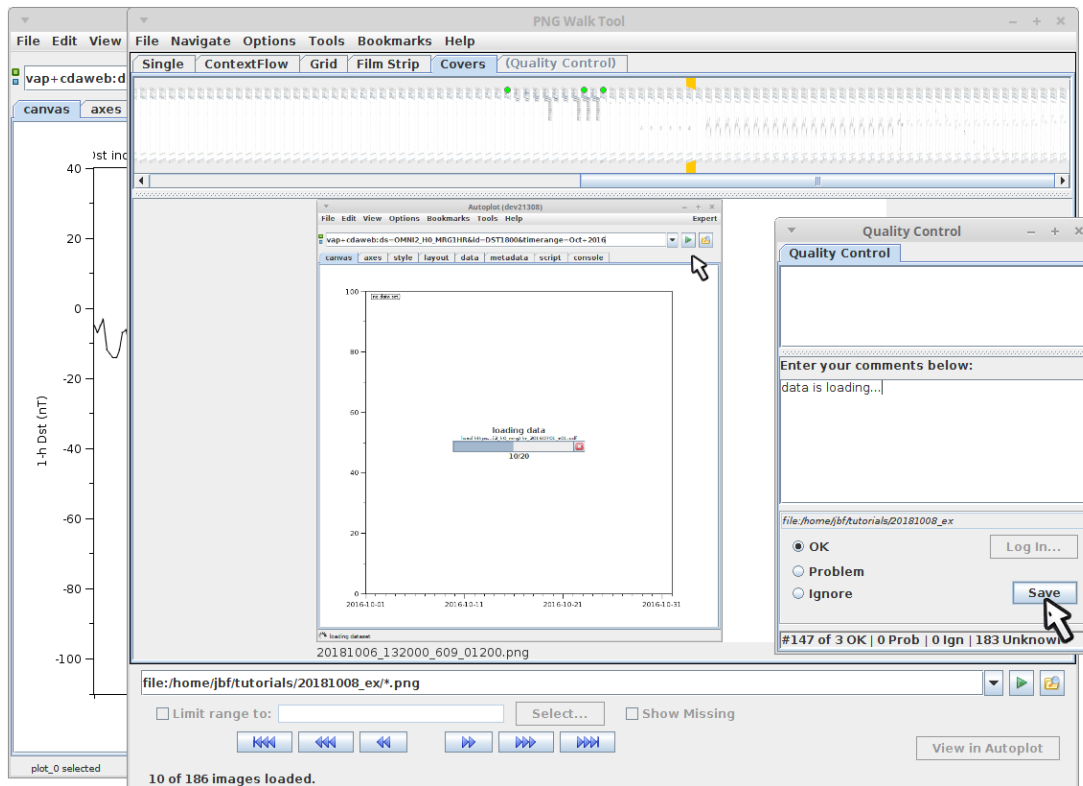 PNG Walk Tool
File Edit View
File Navigate Options Tools Bookmarks Help
Single ContextFlow Grid Film Strip Covers (Quality Control)
vap+cdaweb:d
canvas axes
40
20
0
-20
-40
-60
-80
-100
1-h Dst (nT)
plot_0 selected
Autoplot (dev21308)
File Edit View Options Bookmarks Tools Help Expert
vap+cdaweb:ds=OMNI2_H0_MRG1HR&id=DST1800&timerange=Oct+2016
canvas axes style layout data metadata script console
100
80
60
40
20
0
loading data
10/20
2016-10-01 2016-10-11 2016-10-21 2016-10-31
loading dataset
20181006_132000_609_01200.png
Quality Control
Quality Control
Enter your comments below:
data is loading...
file:/home/jbf/tutorials/20181008_ex
OK
Log In...
Problem
Ignore
Save
#147 of 3 OK | 0 Prob | 0 Ign | 183 Unknow
file:/home/jbf/tutorials/20181008_ex/*.png
Limit range to: Select... Show Missing
View in Autoplot
10 of 186 images loaded.